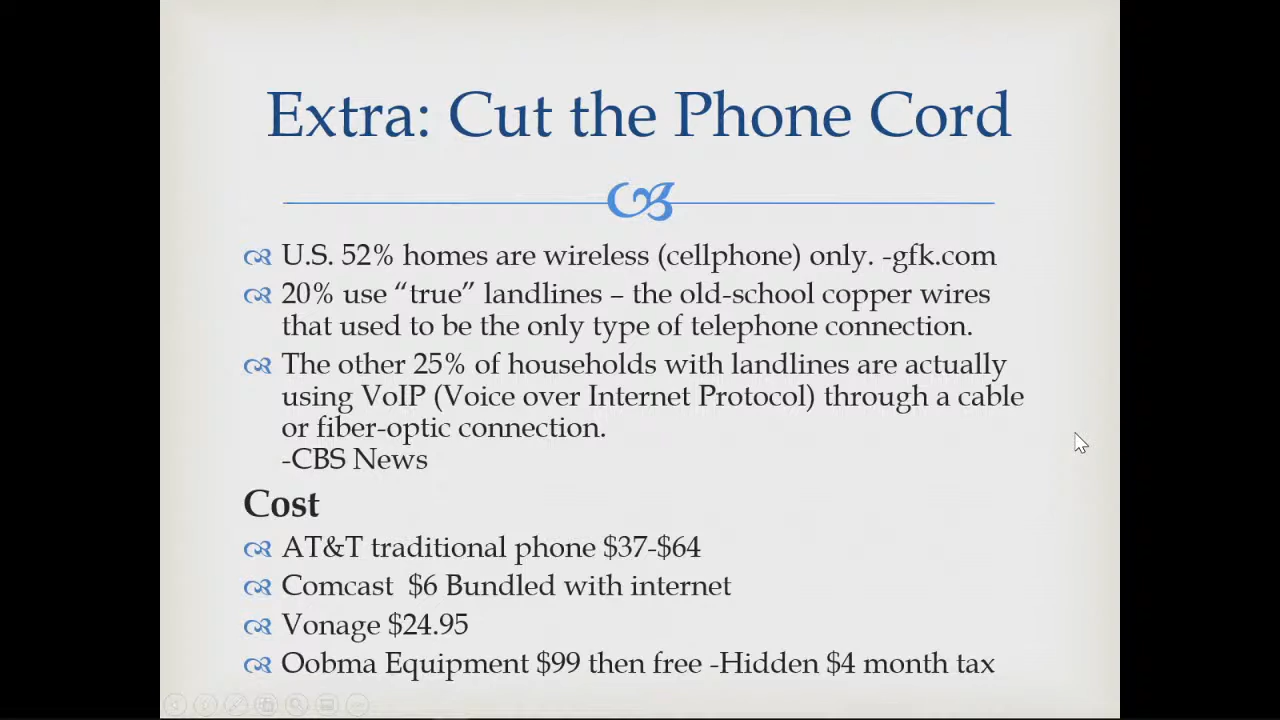 Extra: Cut the Phone Cord
U.S. 52% homes are wireless (cellphone) only. -gfk.com
20% use “true” landlines – the old-school copper wires
that used to be the only type of telephone connection.
The other 25% of households with landlines are actually
using VoIP (Voice over Internet Protocol) through a cable
or fiber-optic connection.
-CBS News
Cost
AT&T traditional phone $37-$64
Comcast  $6 Bundled with internet
Vonage $24.95
Oobma Equipment $99 then free -Hidden $4 month tax